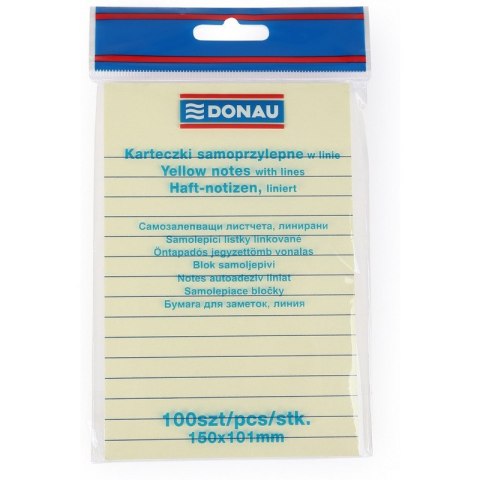 DONAU
Karteczki samoprzylepne w linie
Yellow notes with lines
Haft-notizen, liniert
Самозалепващи листчета, линирани
Samolepící lístky linkované
Öntapadós jegyzettömb vonalas
Blok samoljepivi
Notes autoadeziv liniat
Samolepiace bločky
Бумага для заметок, линия
100szt/pcs/stk.
150x101mm